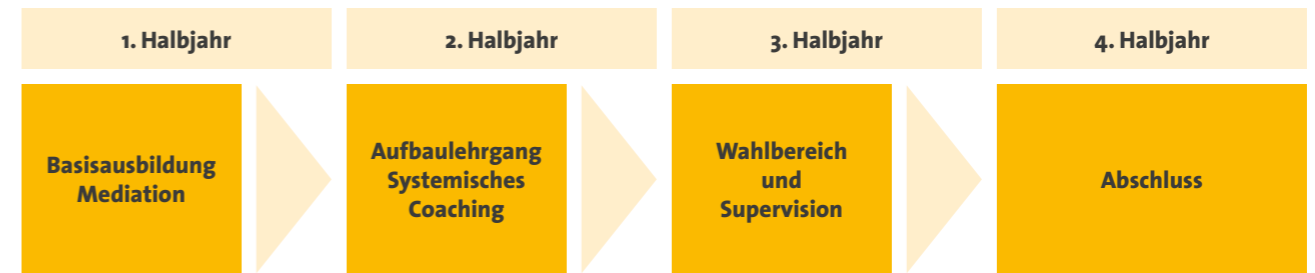 1. Halbjahr
2. Halbjahr
3. Halbjahr
4. Halbjahr
Basisausbildung
Mediation
Aufbaulehrgang
Systemisches
Coaching
Wahlbereich
und
Supervision
Abschluss